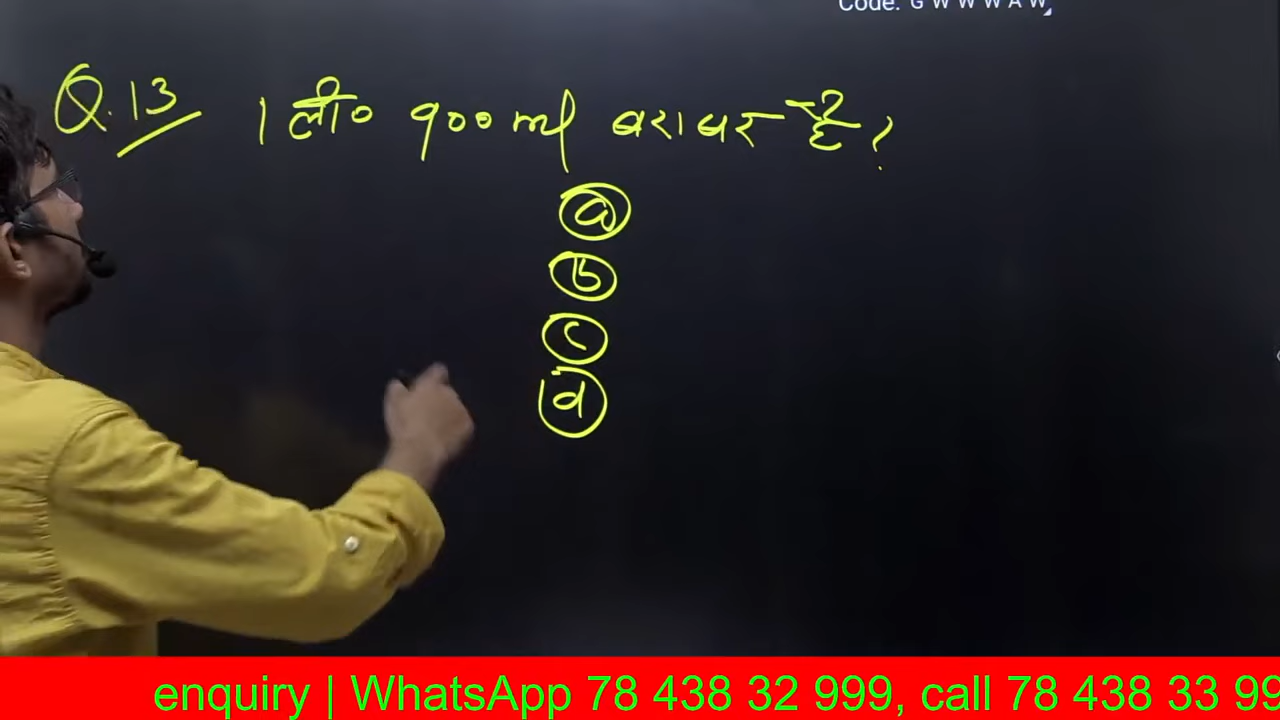 Code: G W W W A W
Q.13 1 ली० 900 ml बराबर है ?
a
b
c
d
enquiry | WhatsApp 78 438 32 999, call 78 438 33 99